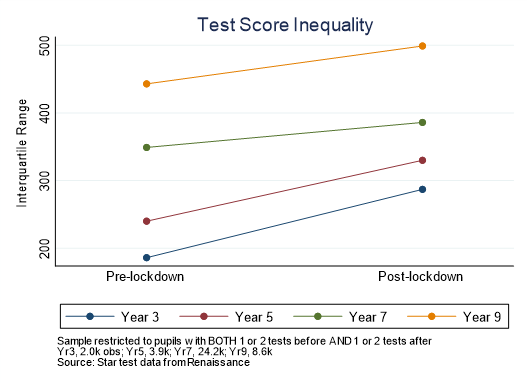 Test Score Inequality
Interquartile Range
500
400
300
200
Pre-lockdown Post-lockdown
Year 3 Year 5 Year 7 Year 9
Sample restricted to pupils with BOTH 1 or 2 tests before AND 1 or 2 tests after
Yr3, 2.0k obs; Yr5, 3.9k; Yr7, 24.2k; Yr9, 8.6k
Source: Star test data from Renaissance